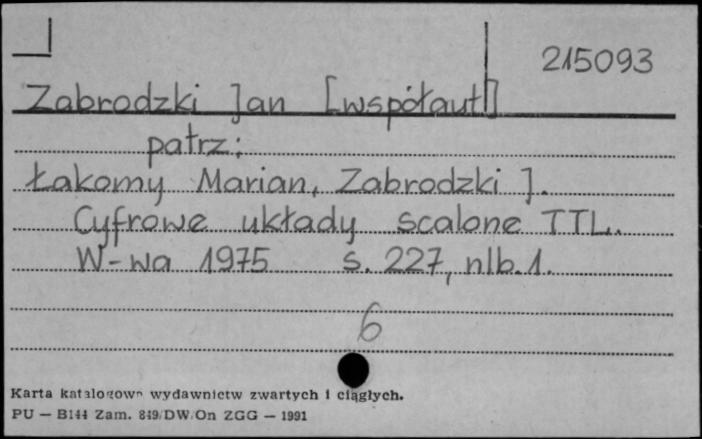 215093
Zabrodzki Jan [współaut]
patrz:
Łakomy Marian, Zabrodzki J.
Cyfrowe układy scalone TTL.
W-wa 1975 s. 227, nlb. 1.
6
Karta katalogowa wydawnictw zwartych i ciągłych.
PU — B144 Zam. 849/DW/On ZGG — 1991